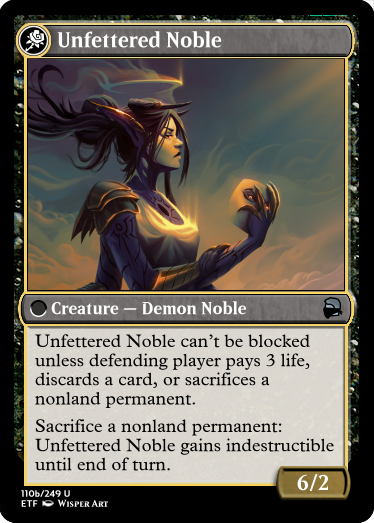 Unfettered Noble
Creature — Demon Noble
Unfettered Noble can't be blocked
unless defending player pays 3 life,
discards a card, or sacrifices a
nonland permanent.
Sacrifice a nonland permanent:
Unfettered Noble gains indestructible
until end of turn.
6/2
110b/249 U
ETF Wisper Art